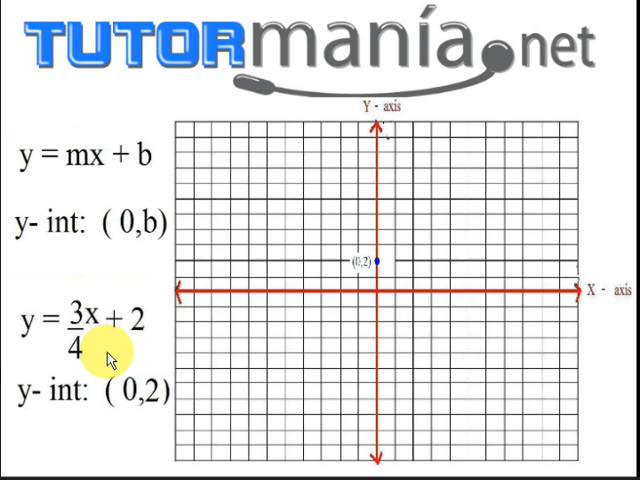 TUTORmanía.net
Y - axis
y = mx + b
y- int: ( 0,b)
(0,2)
X - axis
y = 3x + 2
4
y- int: ( 0,2)